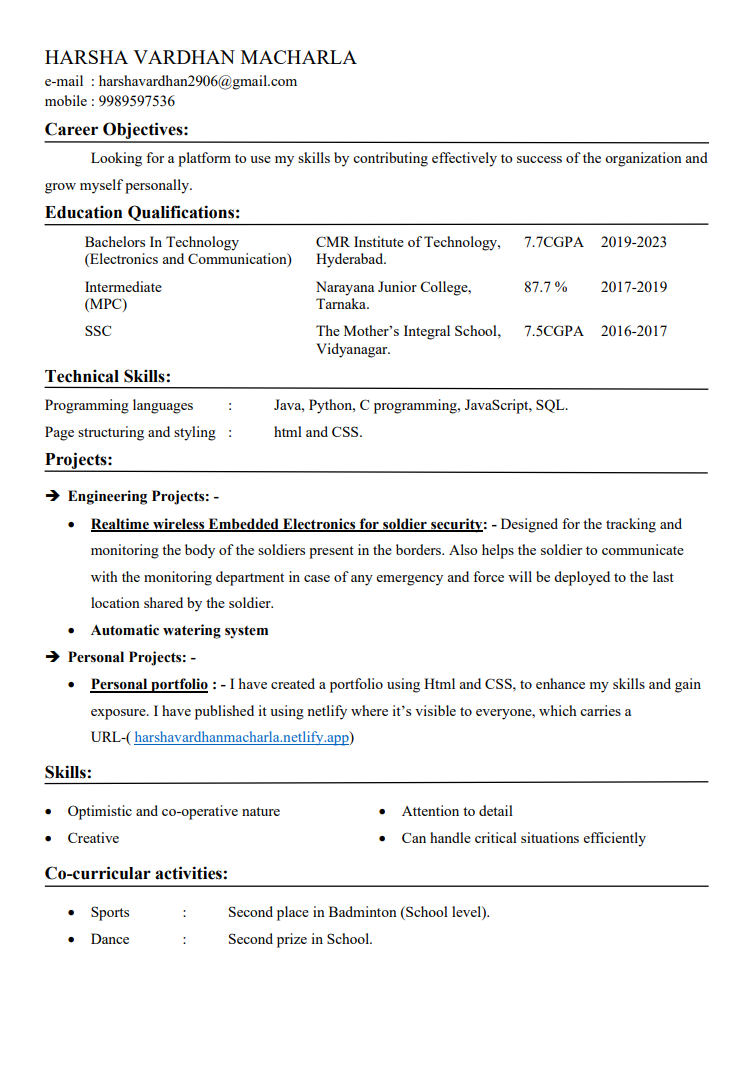 HARSHA VARDHAN MACHARLA
e-mail : harshavardhan2906@gmail.com
mobile : 9989597536
Career Objectives:
Looking for a platform to use my skills by contributing effectively to success of the organization and
grow myself personally.
Education Qualifications:
Bachelors In Technology CMR Institute of Technology, 7.7CGPA 2019-2023
(Electronics and Communication) Hyderabad.
Intermediate Narayana Junior College, 87.7 % 2017-2019
(MPC) Tarnaka.
SSC The Mother’s Integral School, 7.5CGPA 2016-2017
Vidyanagar.
Technical Skills:
Programming languages : Java, Python, C programming, JavaScript, SQL.
Page structuring and styling : html and CSS.
Projects:
➔ Engineering Projects: -
• Realtime wireless Embedded Electronics for soldier security: - Designed for the tracking and
monitoring the body of the soldiers present in the borders. Also helps the soldier to communicate
with the monitoring department in case of any emergency and force will be deployed to the last
location shared by the soldier.
• Automatic watering system
➔ Personal Projects: -
• Personal portfolio : - I have created a portfolio using Html and CSS, to enhance my skills and gain
exposure. I have published it using netlify where it’s visible to everyone, which carries a
URL-( harshavardhanmacharla.netlify.app)
Skills:
• Optimistic and co-operative nature • Attention to detail
• Creative • Can handle critical situations efficiently
Co-curricular activities:
• Sports : Second place in Badminton (School level).
• Dance : Second prize in School.